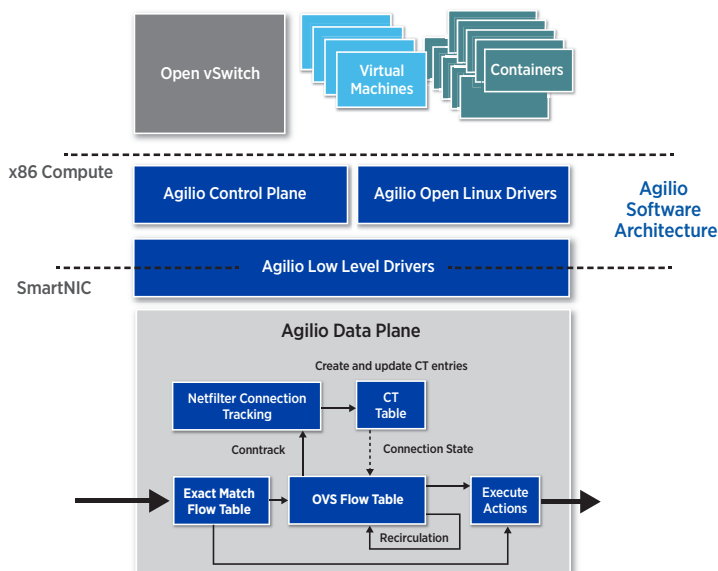 Open vSwitch
Virtual
Machines
Containers
x86 Compute
Agilio Control Plane
Agilio Open Linux Drivers
Agilio
Software
Architecture
Agilio Low Level Drivers
SmartNIC
Agilio Data Plane
Create and update CT entries
Netfilter Connection
Tracking
CT
Table
Conntrack
Connection State
Exact Match
Flow Table
OVS Flow Table
Execute
Actions
Recirculation